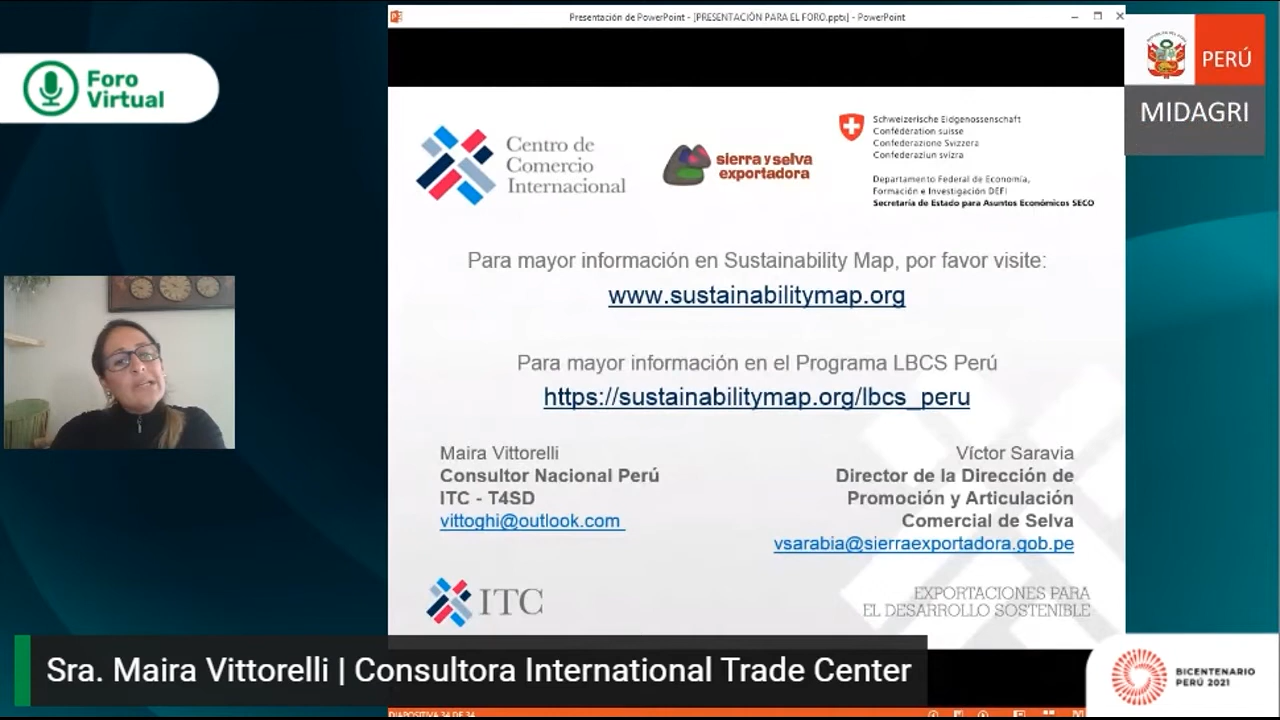 Presentación de PowerPoint - [PRESENTACIÓN PARA EL FORO.pptx] - PowerPoint
Foro
Virtual
PERÚ
MIDAGRI
Centro de
Comercio
Internacional
sierra y selva
exportadora
Schweizerische Eidgenossenschaft
Confédération suisse
Confederazione Svizzera
Confederaziun svizra
Departamento Federal de Economía,
Formación e Investigación DEFI
Secretaría de Estado para Asuntos Económicos SECO
Para mayor información en Sustainability Map, por favor visite:
www.sustainabilitymap.org
Para mayor información en el Programa LBCS Perú
https://sustainabilitymap.org/lbcs_peru
Maira Vittorelli
Consultor Nacional Perú
ITC - T4SD
vittoghi@outlook.com
Víctor Saravia
Director de la Dirección de
Promoción y Articulación
Comercial de Selva
vsarabia@sierraexportadora.gob.pe
ITC
EXPORTACIONES PARA
EL DESARROLLO SOSTENIBLE
Sra. Maira Vittorelli | Consultora International Trade Center
BICENTENARIO
PERÚ 2021
DIAPOSITIVA 34 DE 34